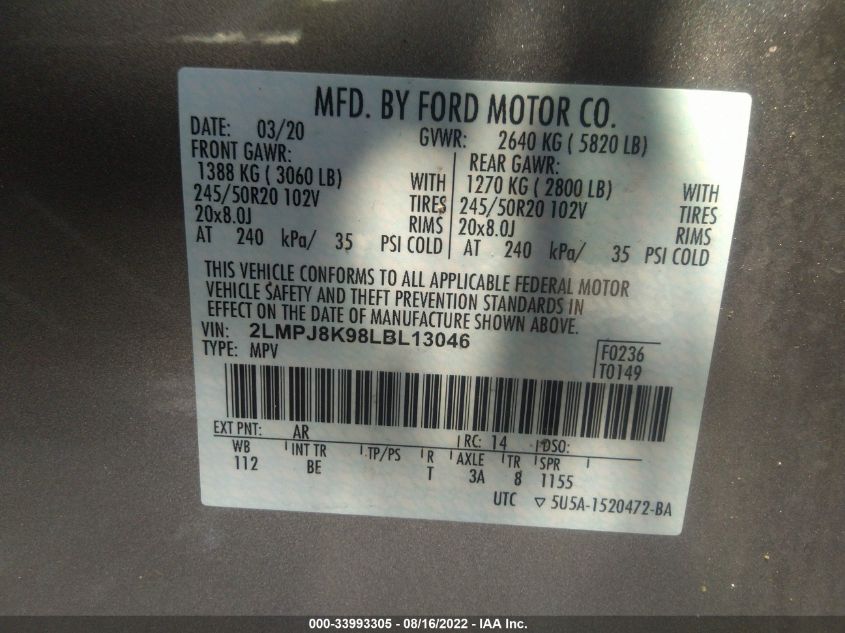 MFD. BY FORD MOTOR CO.
DATE: 03/20 GVWR: 2640 KG ( 5820 LB)
FRONT GAWR: REAR GAWR:
1388 KG ( 3060 LB) WITH 1270 KG ( 2800 LB) WITH
245/50R20 102V TIRES 245/50R20 102V TIRES
20x8.0J RIMS 20x8.0J RIMS
AT 240 kPa/ 35 PSI COLD AT 240 kPa/ 35 PSI COLD
THIS VEHICLE CONFORMS TO ALL APPLICABLE FEDERAL MOTOR
VEHICLE SAFETY AND THEFT PREVENTION STANDARDS IN
EFFECT ON THE DATE OF MANUFACTURE SHOWN ABOVE.
VIN: 2LMPJ8K98LBL13046
TYPE: MPV
F0236
T0149
EXT PNT: AR RC: 14 DSO:
WB INT TR TP/PS R AXLE TR SPR
112 BE T 3A 8 1155
UTC ▽ 5U5A-1520472-BA
000-33993305 - 08/16/2022 - IAA Inc.